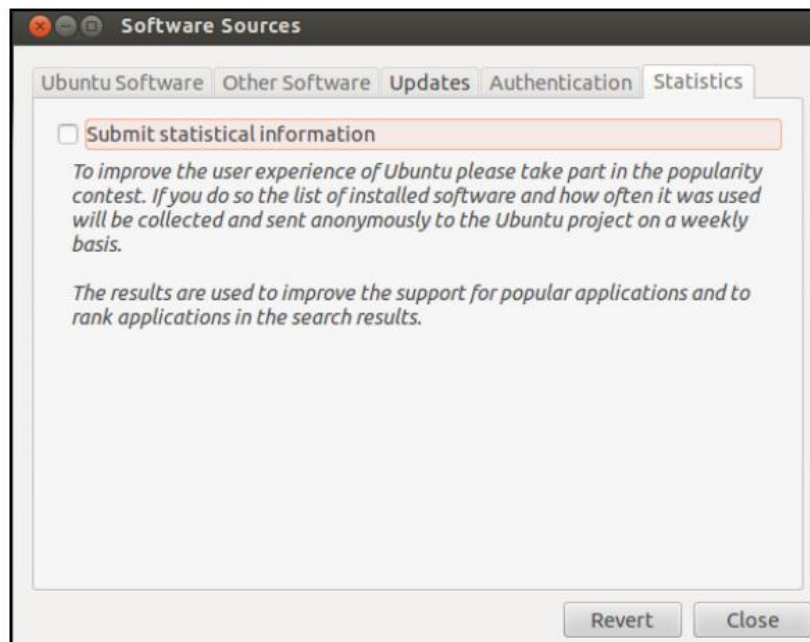 Software Sources
Ubuntu Software Other Software Updates Authentication Statistics
Submit statistical information
To improve the user experience of Ubuntu please take part in the popularity
contest. If you do so the list of installed software and how often it was used
will be collected and sent anonymously to the Ubuntu project on a weekly
basis.
The results are used to improve the support for popular applications and to
rank applications in the search results.
Revert Close